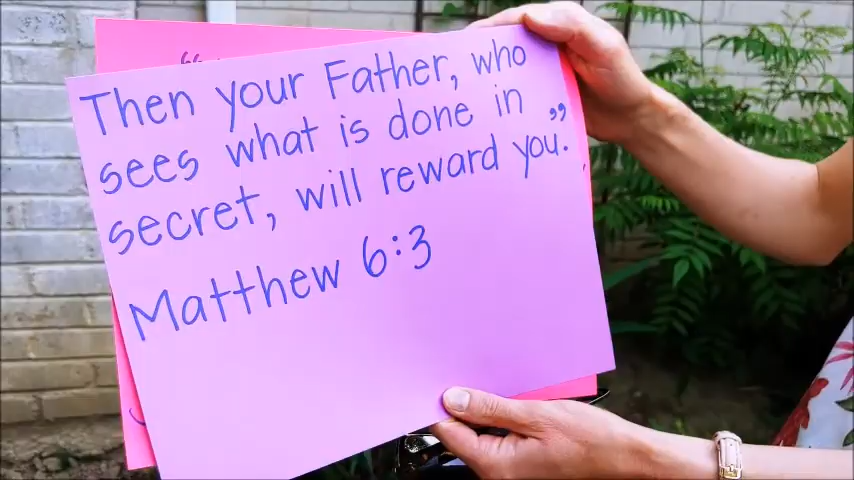 Then your Father, who
sees what is done in
secret, will reward you.”
Matthew 6:3